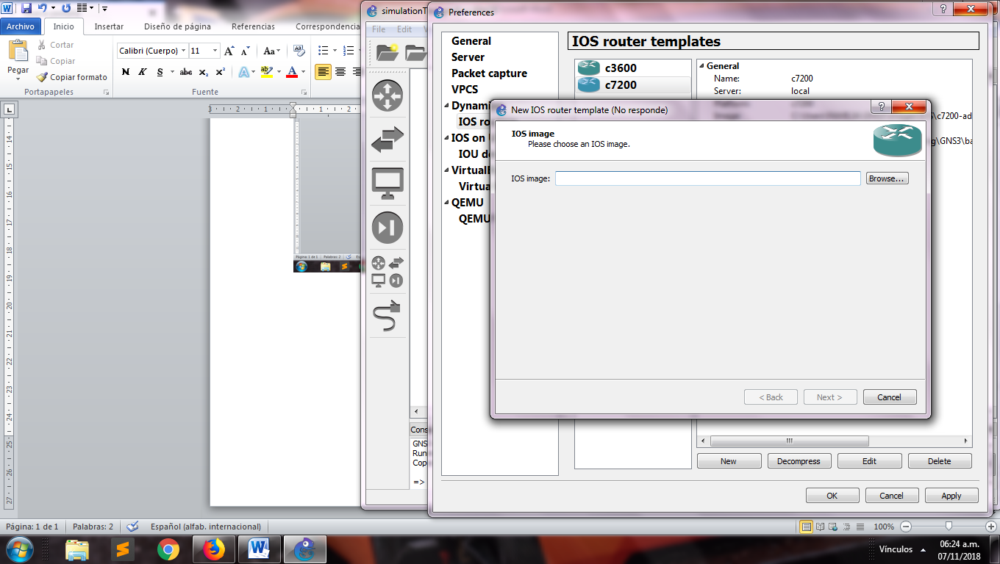 simulationT
Preferences
Archivo Inicio Insertar Diseño de página Referencias Correspondencia
File Edit
Pegar
Cortar
Copiar
Copiar formato
Portapapeles
Calibri (Cuerpo) 11
N K S abc x₂ x²
Fuente
General
Server
Packet capture
VPCS
IOS router templates
c3600
c7200
General
Name: c7200
Server: local
New IOS router template (No responde)
IOS image
Please choose an IOS image.
IOS image:
Browse...
< Back
Next >
Cancel
IOS ro
IOS on
IOU de
Virtua
QEMU
QEMU
\c7200-ad
g\GNS3\ba
Cons
GNS
Run
Cop
=>
New
Decompress
Edit
Delete
OK
Cancel
Apply
Página: 1 de 1
Palabras: 2
Español (alfab. internacional)
100%
Vínculos
06:24 a.m.
07/11/2018